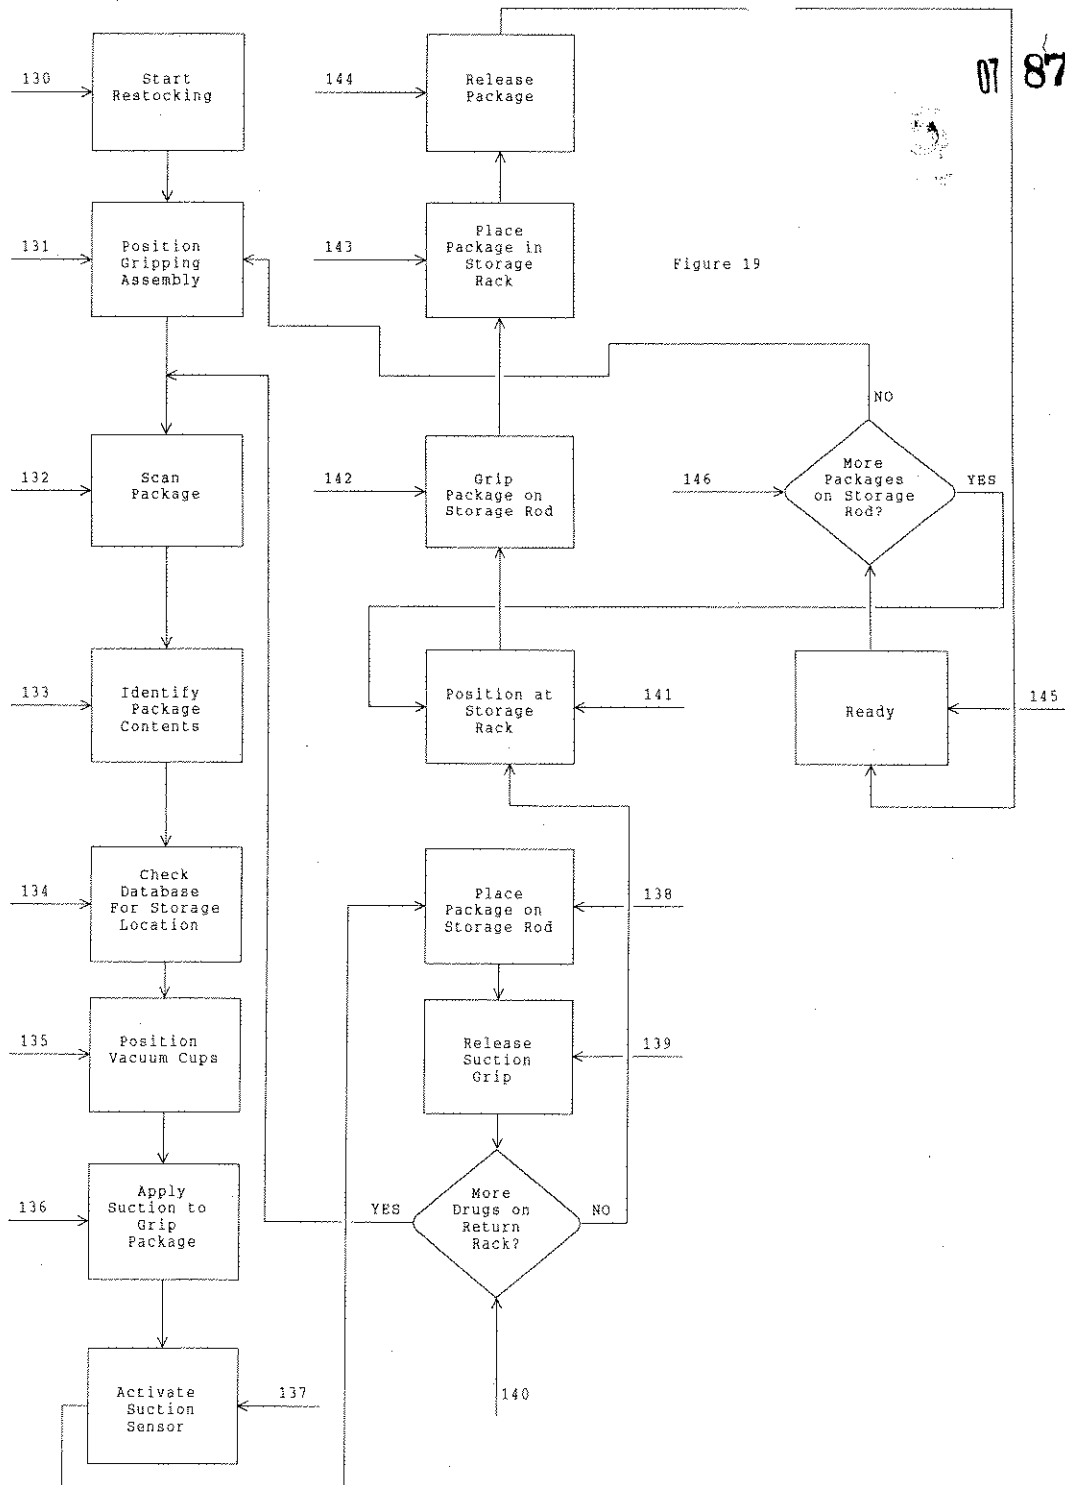 130
Start
Restocking
131
Position
Gripping
Assembly
132
Scan
Package
133
Identify
Package
Contents
134
Check
Database
For Storage
Location
135
Position
Vacuum Cups
136
Apply
Suction to
Grip
Package
137
Activate
Suction
Sensor
138
Place
Package on
Storage Rod
139
Release
Suction
Grip
140
More
Drugs on
Return
Rack?
YES
NO
141
Position at
Storage
Rack
142
Grip
Package on
Storage Rod
143
Place
Package in
Storage
Rack
144
Release
Package
145
Ready
146
More
Packages
on Storage
Rod?
YES
NO
Figure 19
07 87